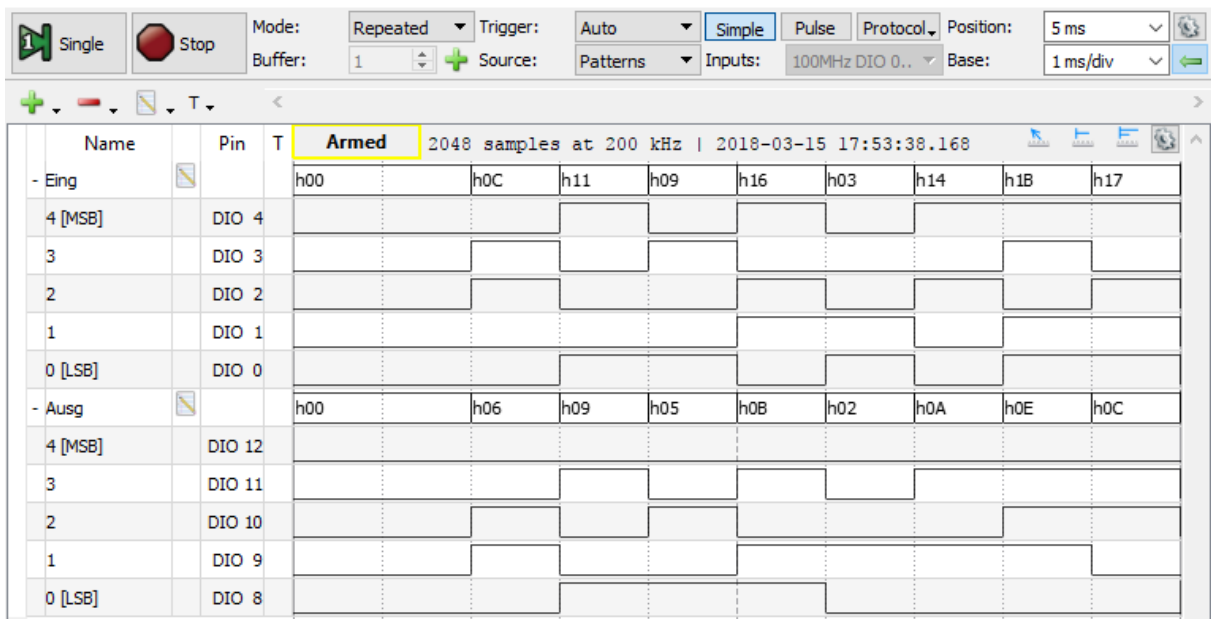 1 Single Stop Mode: Repeated Trigger: Auto Simple Pulse Protocol Position: 5 ms
Buffer: 1 Source: Patterns Inputs: 100MHz DIO 0.. Base: 1 ms/div
T
Name Pin T Armed 2048 samples at 200 kHz | 2018-03-15 17:53:38.168
- Eing h00 h0C h11 h09 h16 h03 h14 h1B h17
4 [MSB] DIO 4
3 DIO 3
2 DIO 2
1 DIO 1
0 [LSB] DIO 0
- Ausg h00 h06 h09 h05 h0B h02 h0A h0E h0C
4 [MSB] DIO 12
3 DIO 11
2 DIO 10
1 DIO 9
0 [LSB] DIO 8